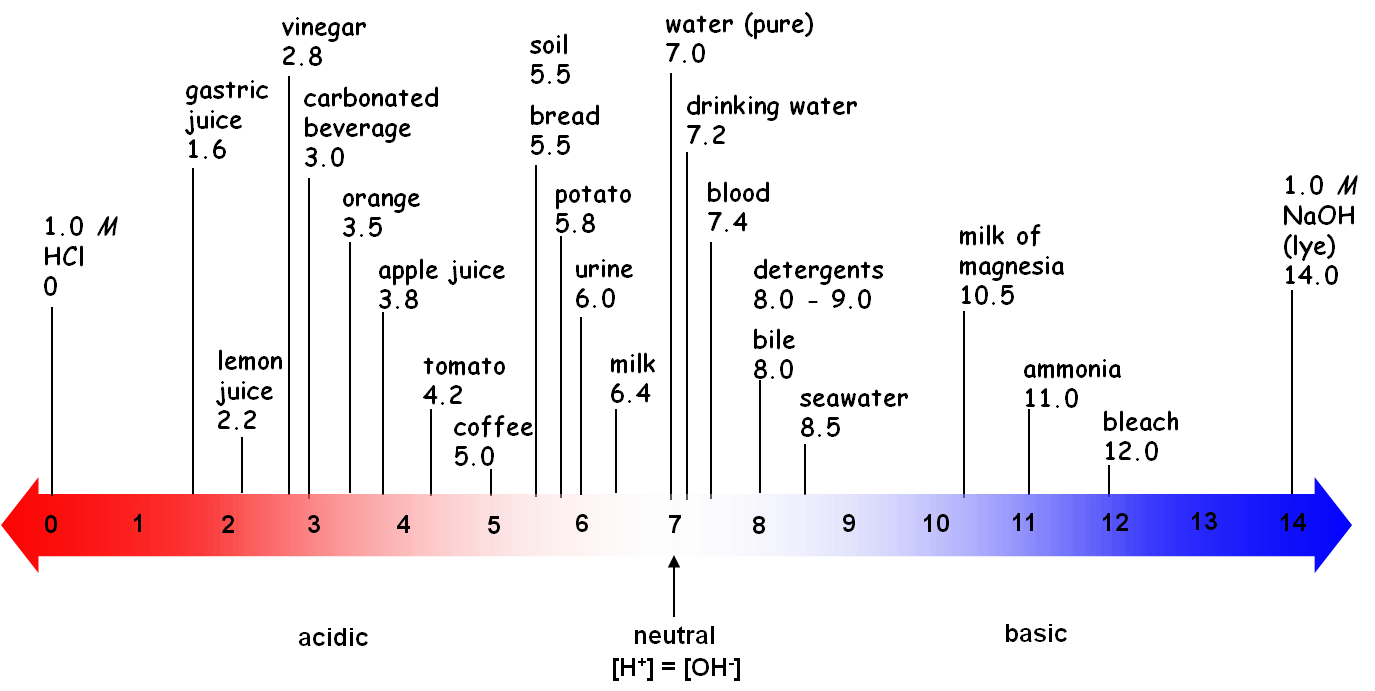 vinegar
2.8
water (pure)
7.0
soil
5.5
gastric
juice
1.6
carbonated
beverage
3.0
bread
5.5
drinking water
7.2
orange
3.5
potato
5.8
blood
7.4
1.0 M
HCl
0
1.0 M
NaOH
(lye)
14.0
apple juice
3.8
urine
6.0
detergents
8.0 - 9.0
milk of
magnesia
10.5
lemon
juice
2.2
tomato
4.2
milk
6.4
bile
8.0
ammonia
11.0
coffee
5.0
seawater
8.5
bleach
12.0
0 1 2 3 4 5 6 7 8 9 10 11 12 13 14
acidic
neutral
[H⁺] = [OH⁻]
basic